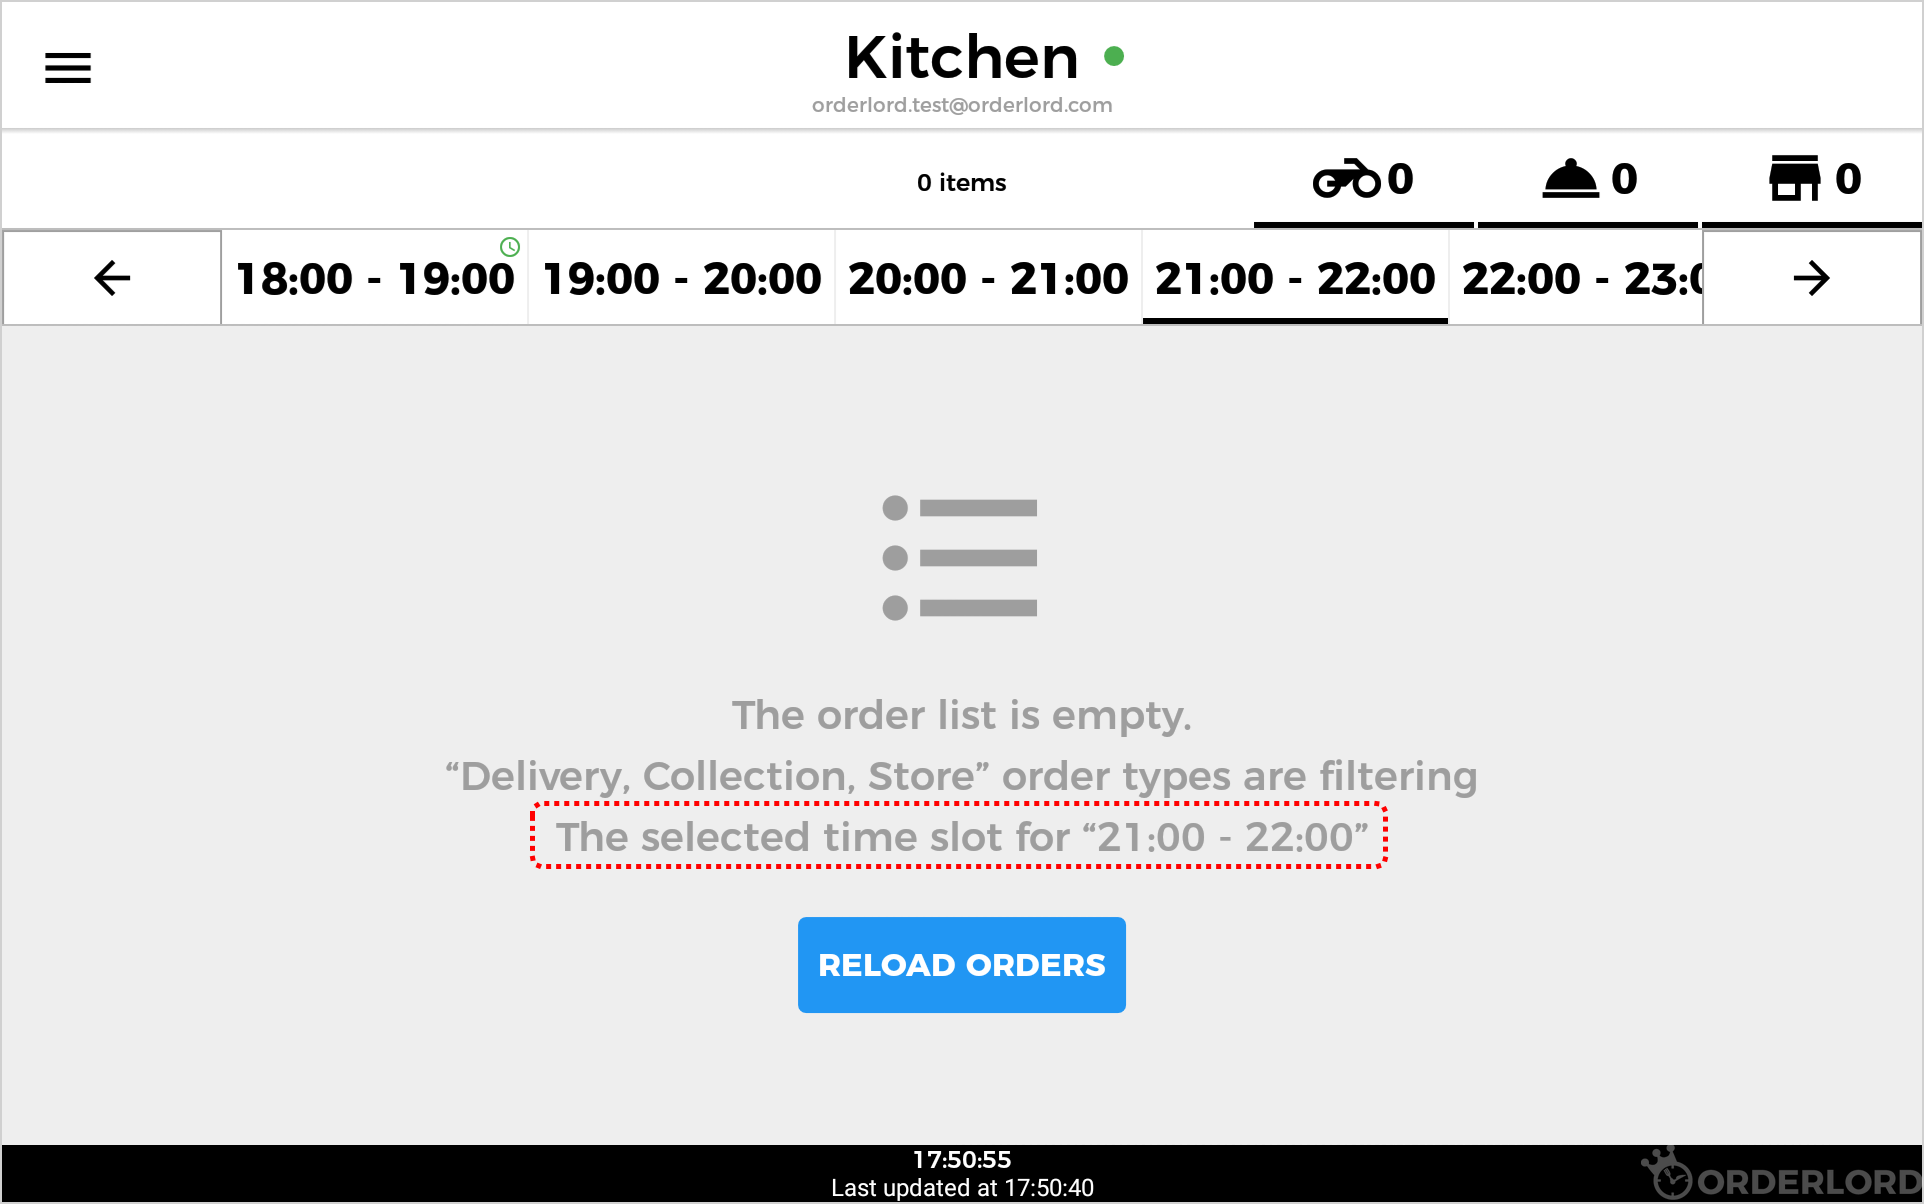 Kitchen
orderlord.test@orderlord.com
0 items
0
0
0
18:00 - 19:00
19:00 - 20:00
20:00 - 21:00
21:00 - 22:00
22:00 - 23:0
The order list is empty.
“Delivery, Collection, Store” order types are filtering
The selected time slot for “21:00 - 22:00”
RELOAD ORDERS
17:50:55
Last updated at 17:50:40
ORDERLORD